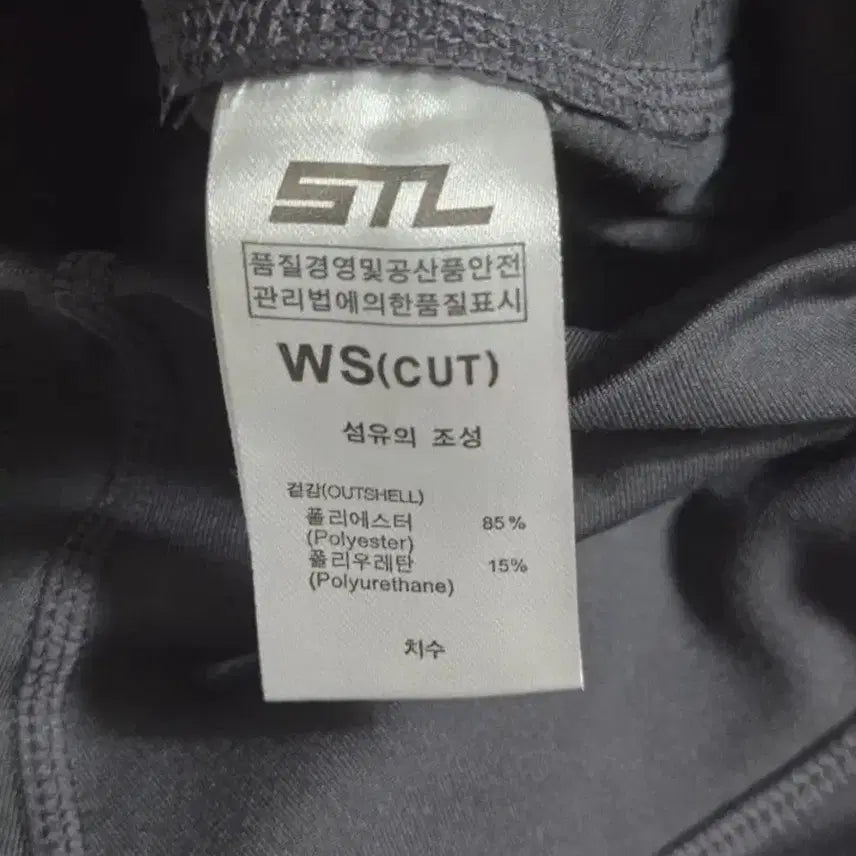 STL
품질경영및공산품안전
관리법에의한품질표시
WS(CUT)
섬유의 조성
겉감(OUTSHELL)
폴리에스터 85%
(Polyester)
폴리우레탄 15%
(Polyurethane)
치수